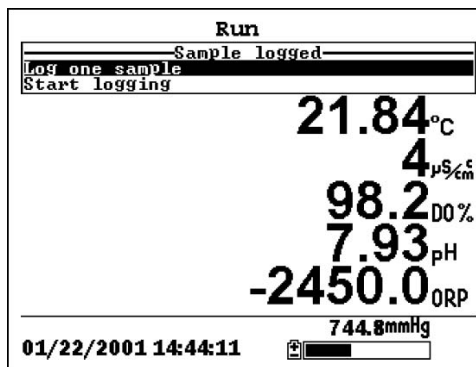 Run
Sample logged
Log one sample
Start logging
21.84°C
4µS/cm c
98.2DO%
7.93pH
-2450.0ORP
744.8mmHg
01/22/2001 14:44:11